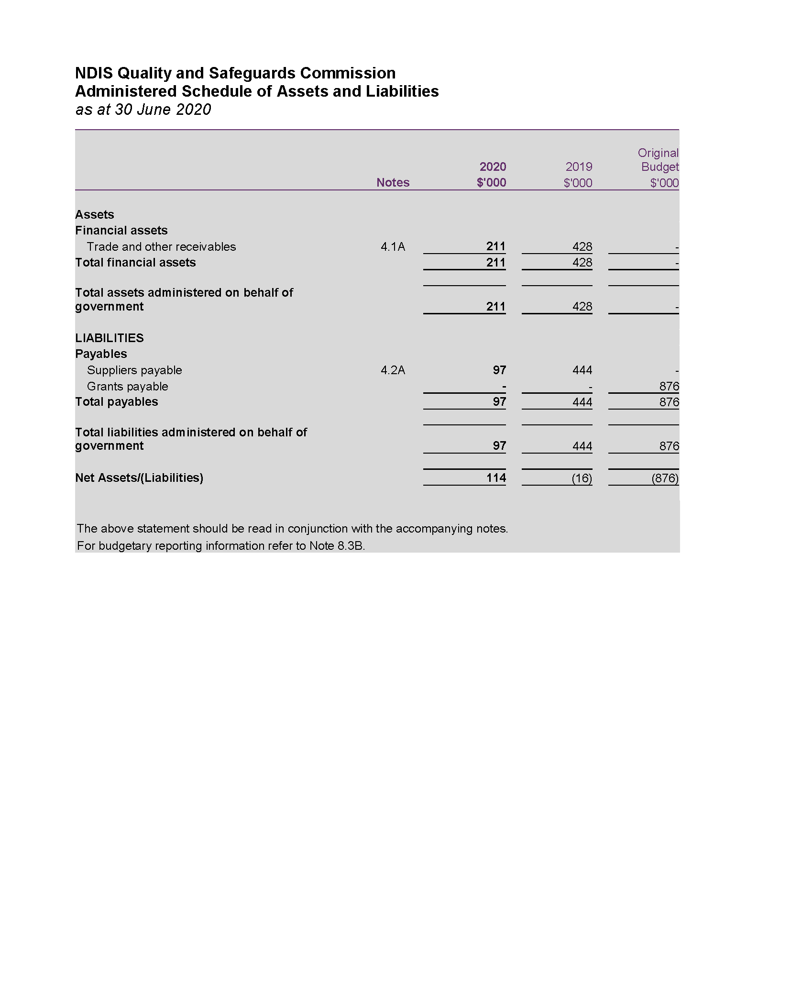 NDIS Quality and Safeguards Commission
Administered Schedule of Assets and Liabilities
as at 30 June 2020
Original
2020 2019 Budget
Notes $'000 $'000 $'000
Assets
Financial assets
Trade and other receivables 4.1A 211 428 -
Total financial assets 211 428 -
Total assets administered on behalf of
government 211 428 -
LIABILITIES
Payables
Suppliers payable 4.2A 97 444 -
Grants payable - - 876
Total payables 97 444 876
Total liabilities administered on behalf of
government 97 444 876
Net Assets/(Liabilities) 114 (16) (876)
The above statement should be read in conjunction with the accompanying notes.
For budgetary reporting information refer to Note 8.3B.